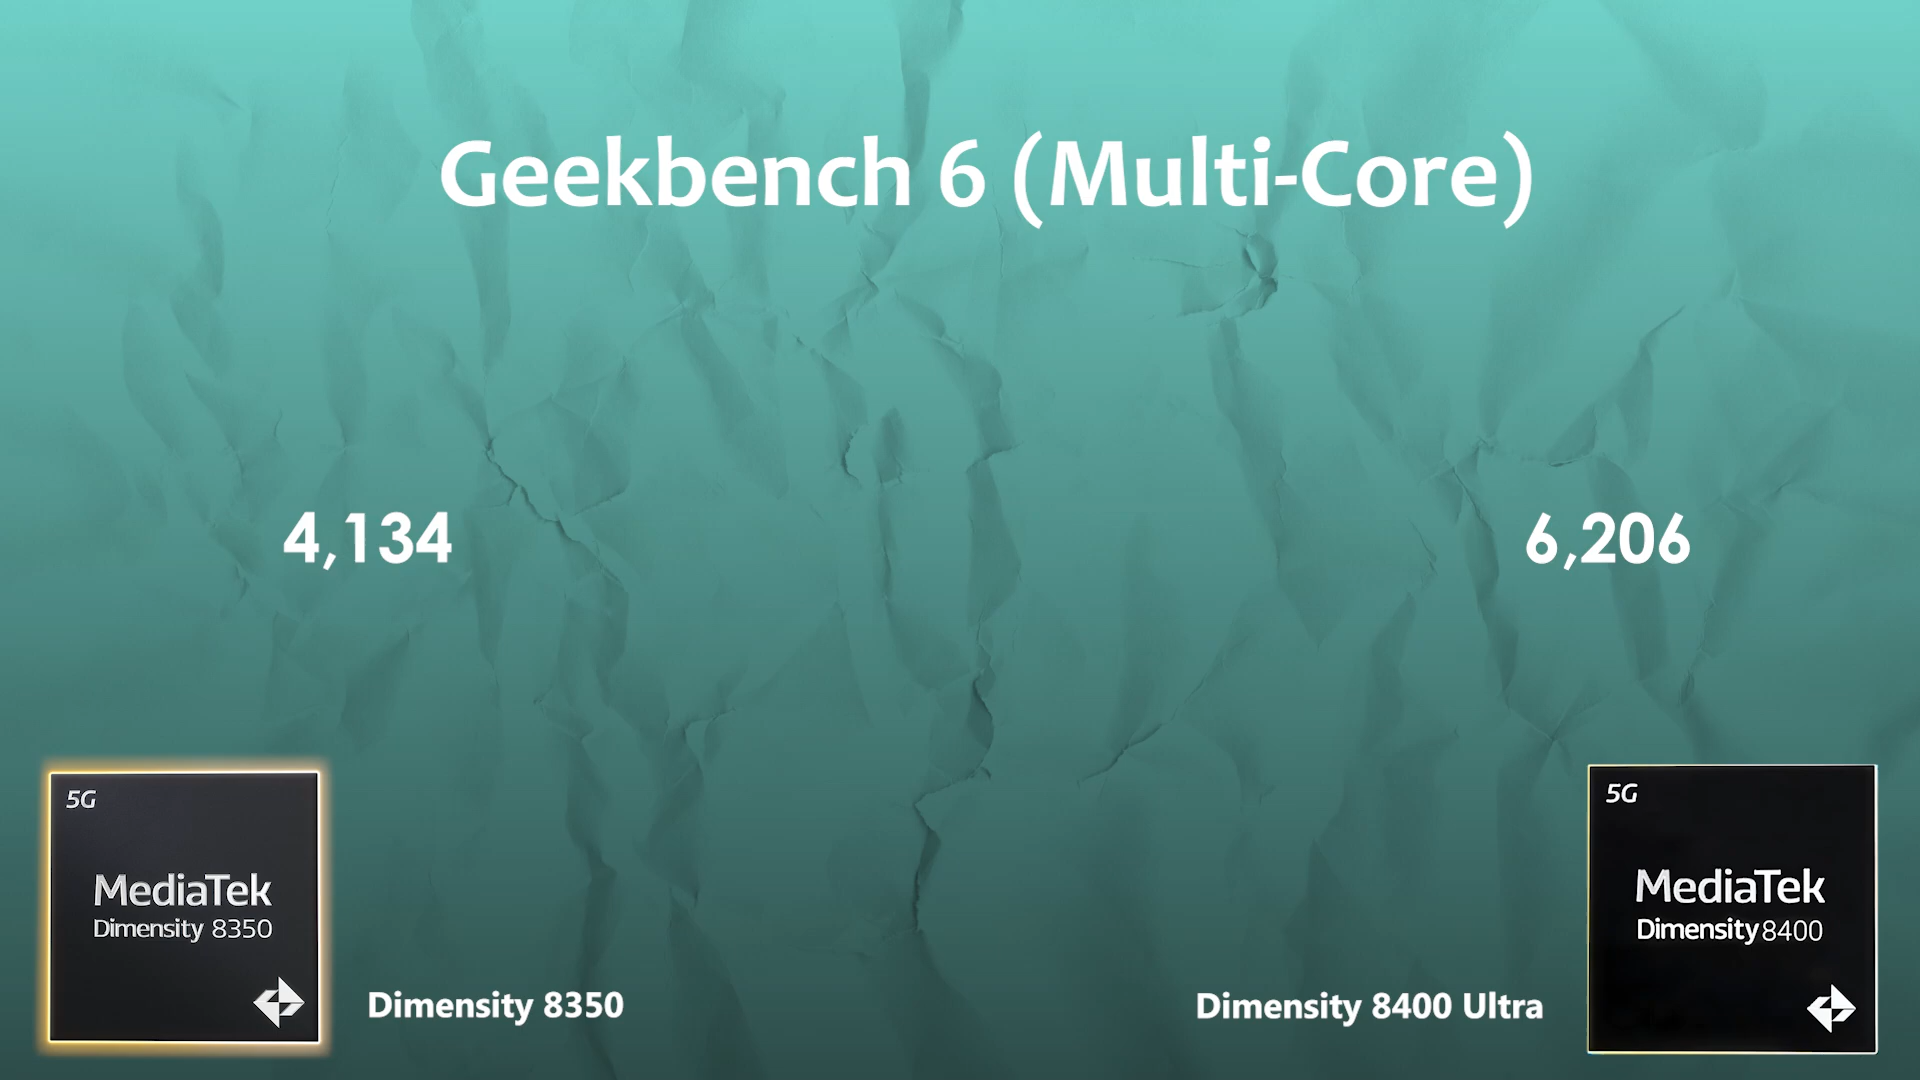 Geekbench 6 (Multi-Core)
4,134
6,206
5G
MediaTek
Dimensity 8350
Dimensity 8350
Dimensity 8400 Ultra
5G
MediaTek
Dimensity 8400